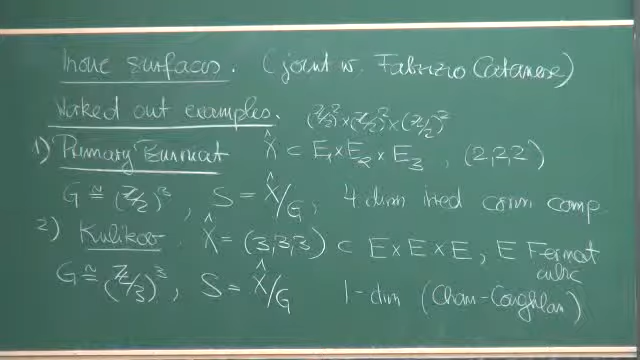 Inoue surfaces. (joint w. Fabrizio Catanese)
Worked out examples. (ℤ/2)² × (ℤ/2)² × (ℤ/2)²
1) Primary Burniat X̂ ⊂ E₁ × E₂ × E₃, (2,2,2)
G ≅ (ℤ/2)³, S = X̂/G, 4 dim irred conn comp.
2) Kulikov X̂ = (3,3,3) ⊂ E × E × E, E Fermat cubic
G ≅ (ℤ/3)³, S = X̂/G 1-dim (Chan-Coughlan)